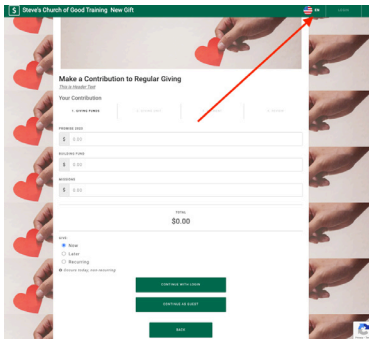 $ Steve's Church of Good Training New Gift
EN LOGIN
Make a Contribution to Regular Giving
This is Header Text
Your Contribution
1. GIVING FUNDS
PROMISE SEED
$ 0.00
BUILDING FUND
$ 0.00
MISSIONS
$ 0.00
TOTAL
$0.00
GIVE
Now
Later
Recurring
CONTINUE WITH LOGIN
CONTINUE AS GUEST
BACK